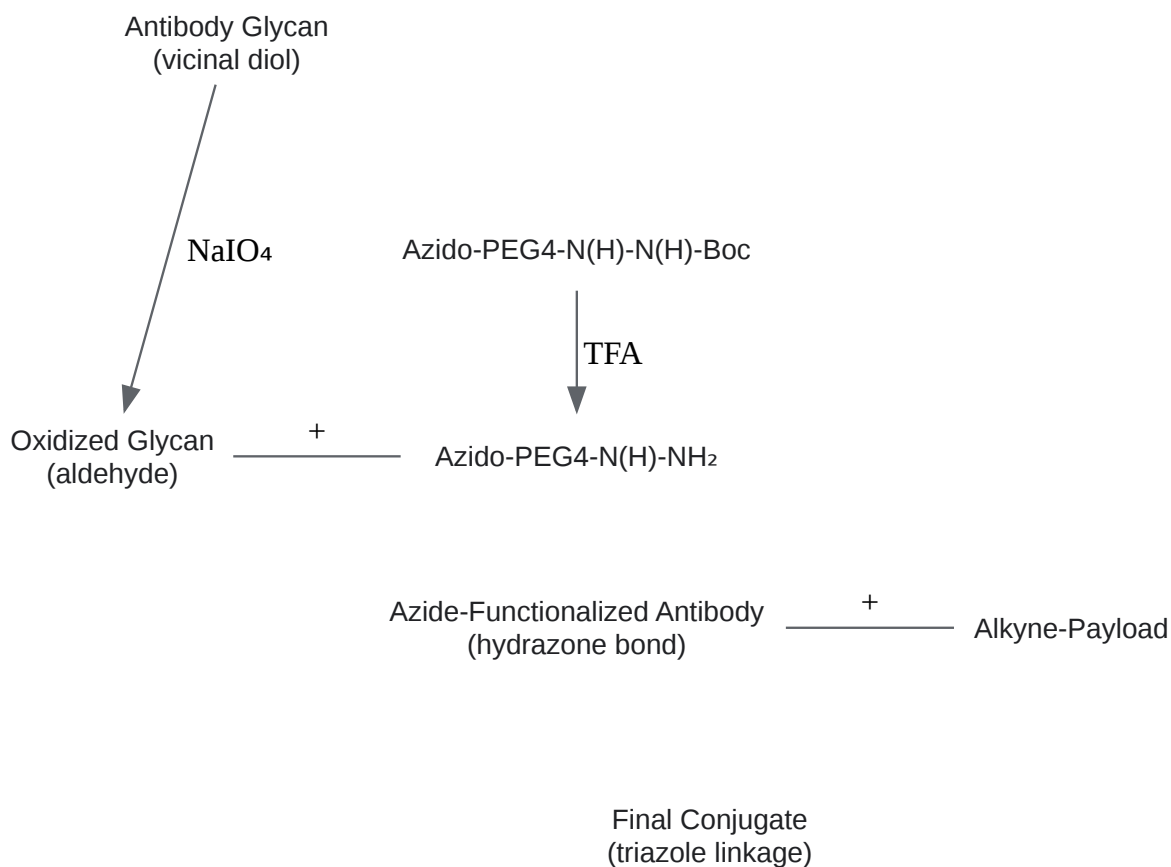 Antibody Glycan
(vicinal diol)
NaIO₄
Azido-PEG4-N(H)-N(H)-Boc
TFA
Oxidized Glycan
(aldehyde)
+
Azido-PEG4-N(H)-NH₂
Azide-Functionalized Antibody
(hydrazone bond)
+
Alkyne-Payload
Final Conjugate
(triazole linkage)